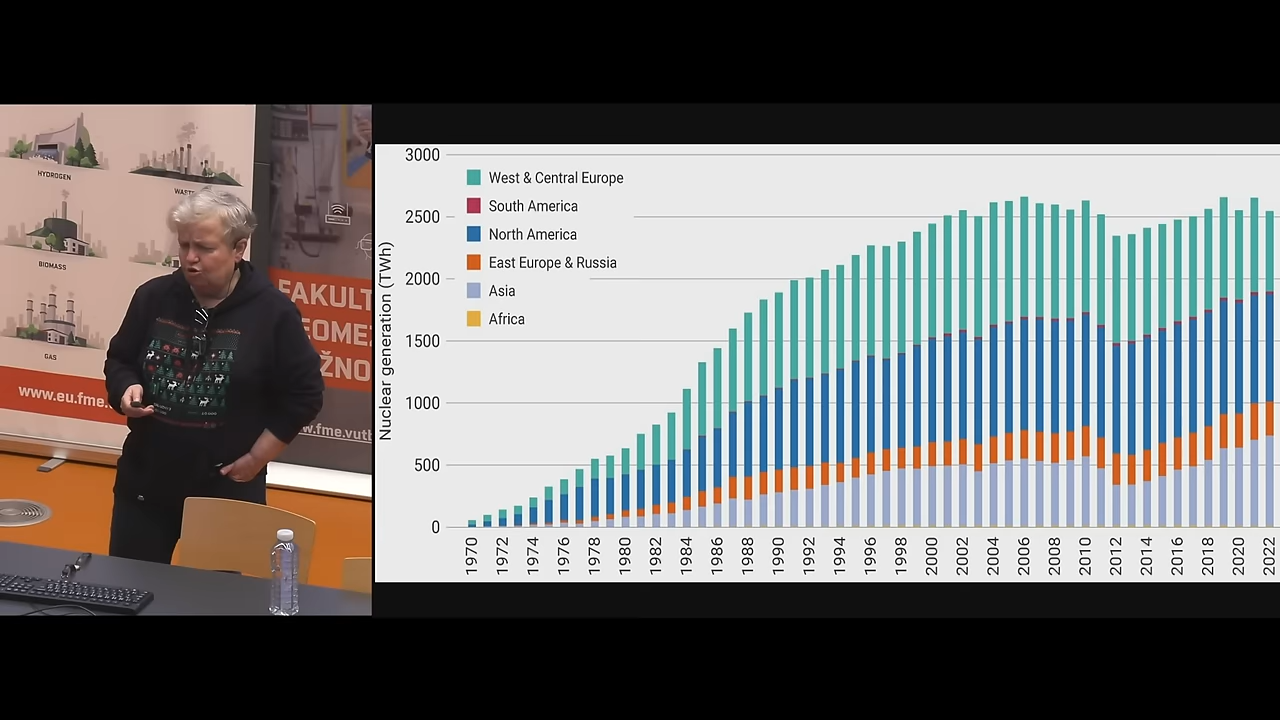 HYDROGEN
WAST
BIOMASS
GAS
www.eu.fme.
FAKULT
EOME
ŽNO
w.fme.vutb
3000
2500
2000
1500
1000
500
0
Nuclear generation (TWh)
West & Central Europe
South America
North America
East Europe & Russia
Asia
Africa
1970
1972
1974
1976
1978
1980
1982
1984
1986
1988
1990
1992
1994
1996
1998
2000
2002
2004
2006
2008
2010
2012
2014
2016
2018
2020
2022